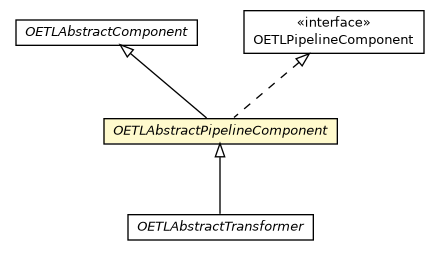 OETLAbstractComponent
«interface»
OETLPipelineComponent
OETLAbstractPipelineComponent
OETLAbstractTransformer